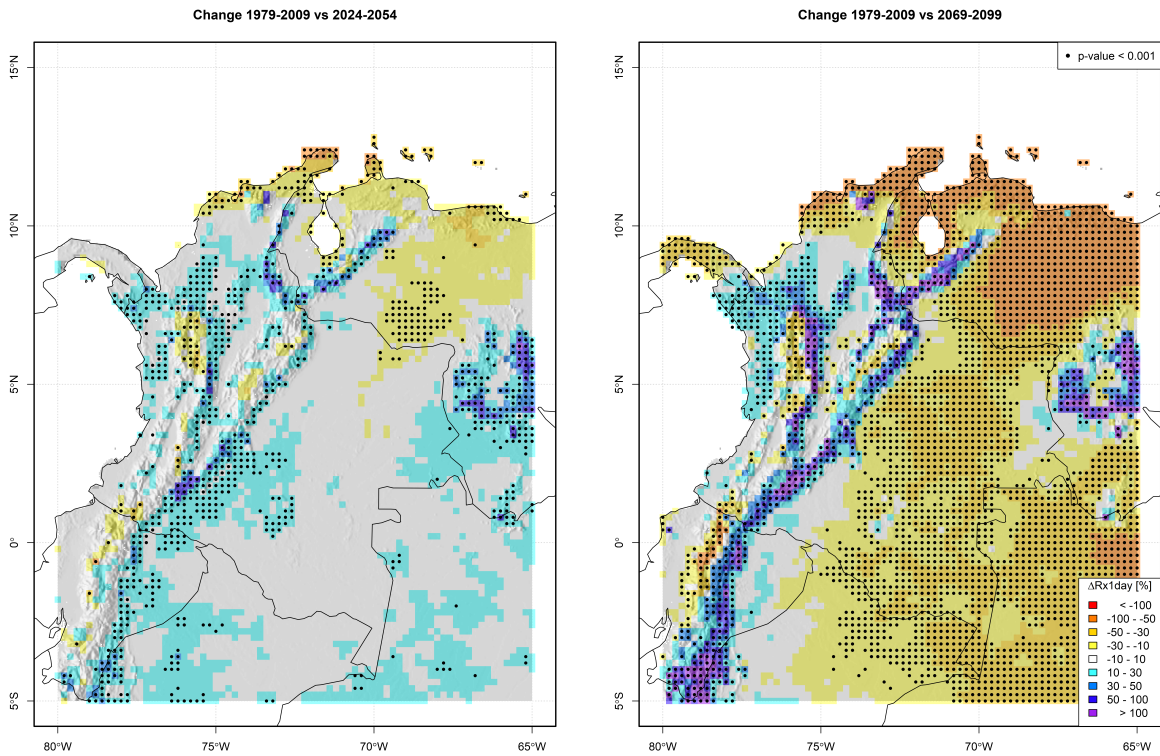 Change 1979-2009 vs 2024-2054
Change 1979-2009 vs 2069-2099
p-value < 0.001
15°N
10°N
5°N
0°
5°S
80°W
75°W
70°W
65°W
15°N
10°N
5°N
0°
5°S
80°W
75°W
70°W
65°W
ΔRx1day [%]
< -100
-100 - -50
-50 - -30
-30 - -10
-10 - 10
10 - 30
30 - 50
50 - 100
> 100